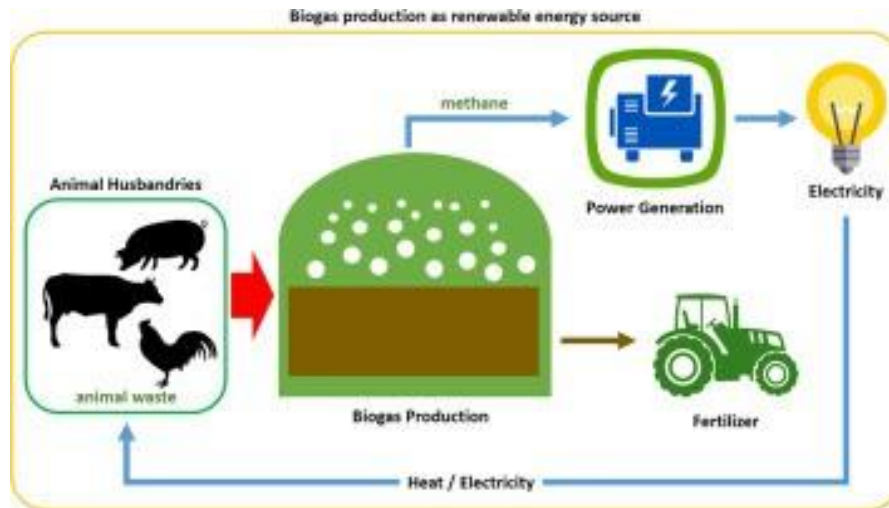 Biogas production as renewable energy source
methane
Animal Husbandries
Power Generation
Electricity
animal waste
Biogas Production
Fertilizer
Heat / Electricity